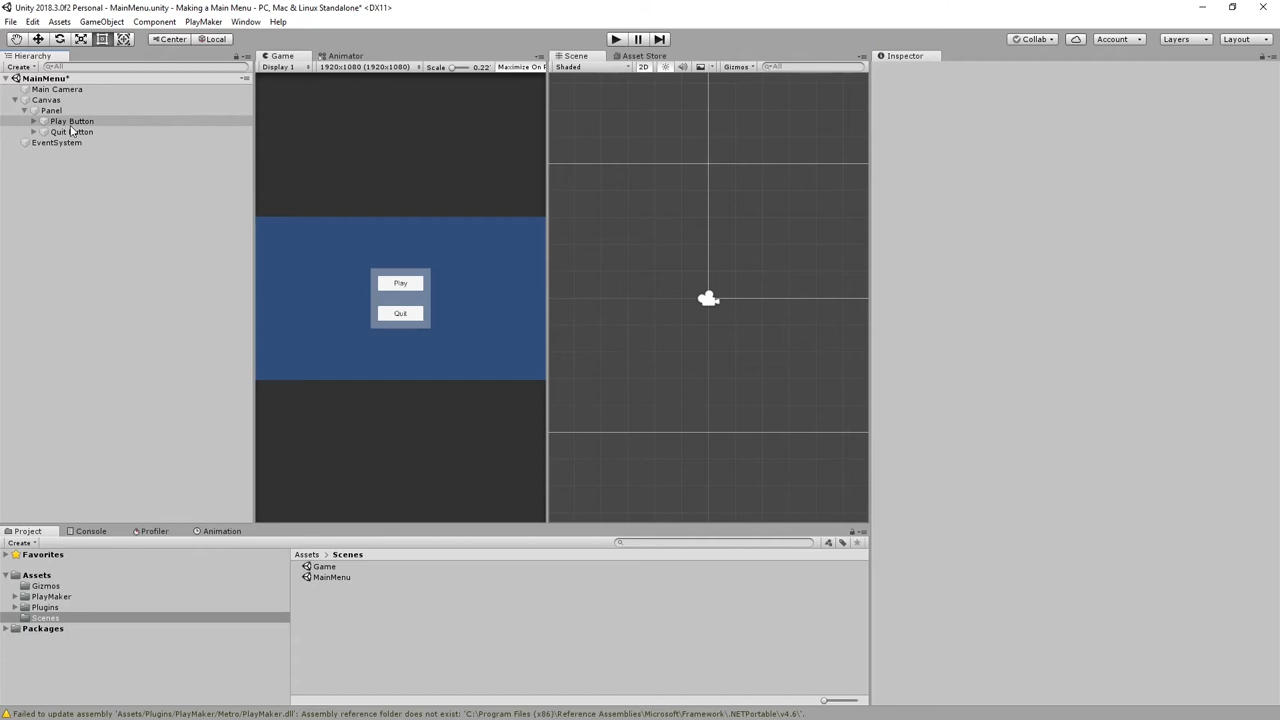 Unity 2018.3.0f2 Personal - MainMenu.unity - Making a Main Menu - PC, Mac & Linux Standalone* <DX11>
File Edit Assets GameObject Component PlayMaker Window Help
Center Local Collab Account Layers Layout
Hierarchy Game Animator Scene Asset Store Inspector
Create All Display 1 1920x1080 (1920x1080) Scale 0.22 Maximize On Shaded 2D Gizmos All
MainMenu*
Main Camera
Canvas
Panel
Play Button
Quit Button
EventSystem
Play
Quit
Project Console Profiler Animation
Create
Favorites
Assets > Scenes
Game
Assets
MainMenu
Gizmos
PlayMaker
Plugins
Scenes
Packages
Failed to update assembly 'Assets/Plugins/PlayMaker/Metro/PlayMaker.dll': Assembly reference folder does not exist: 'C:\Program Files (x86)\Reference Assemblies\Microsoft\Framework\.NETPortable\v4.6\'.